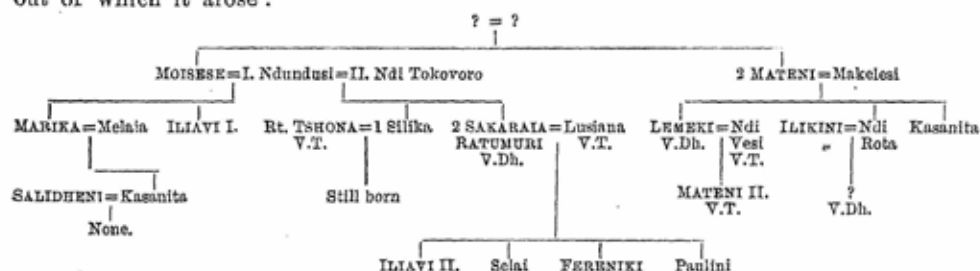 out of which it arose:
? = ?
MOISESE=I. Ndundusi=II. Ndi Tokovoro 2 MATENI=Makelesi
MARIKA=Melaia ILIAVI I. Rt. TSHONA=1 Silika 2 SAKARAIA=Lusiana LEMEKI=Ndi ILIKINI=Ndi Kasanita
V.T. RATUMURI V.T. V.Dh. Vesi Rota
V.Dh. V.T.
SALIDHENI=Kasanita Still born MATENI II. ?
V.T. V.Dh.
None.
ILIAVI II. Selai FERENIKI Paulini